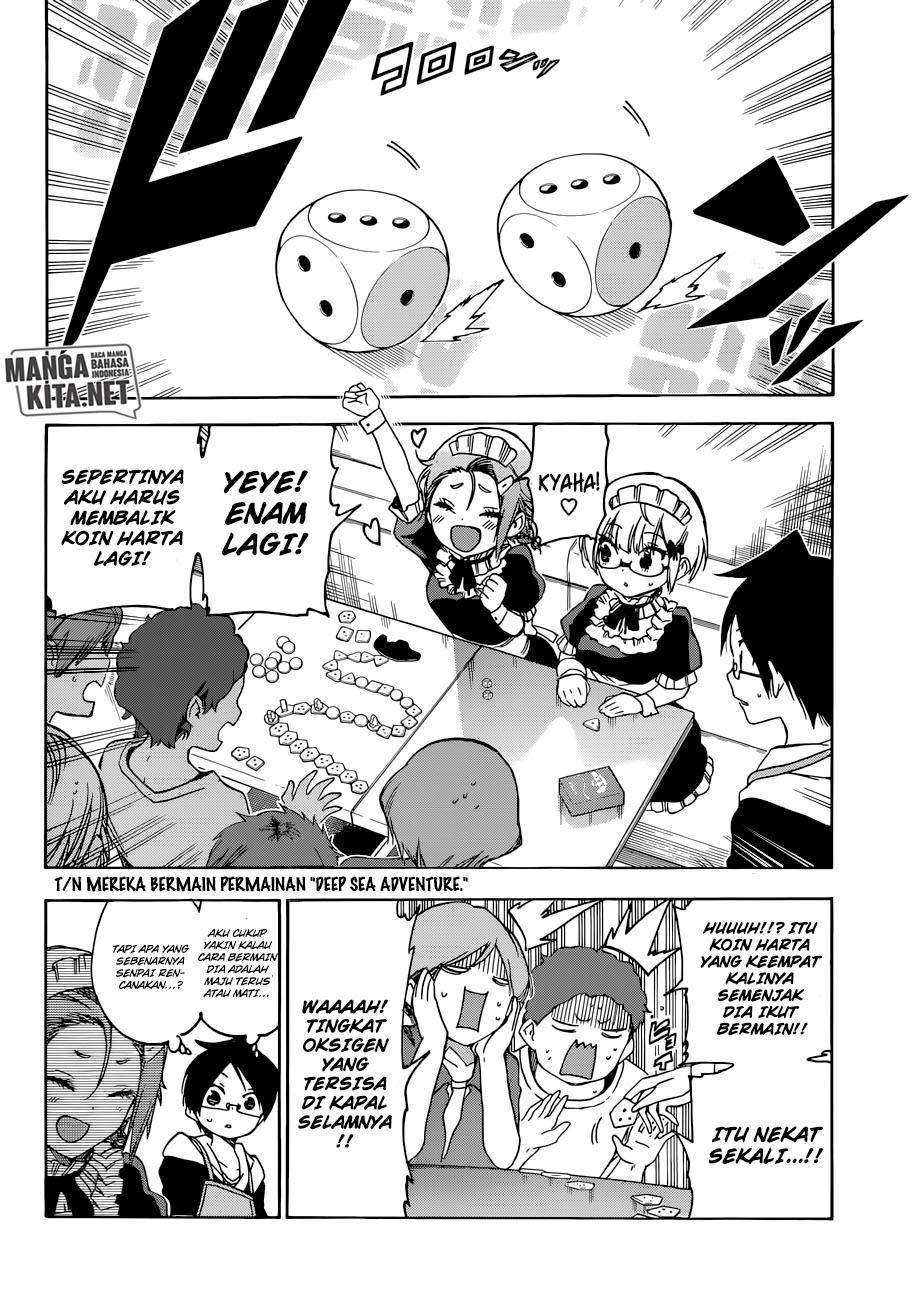 コロロッ...
MANGA
KITA.NET
BACA MANGA
BAHASA
INDONESIA
YEYE!
ENAM
LAGI!
SEPERTINYA
AKU HARUS
MEMBALIK
KOIN HARTA
LAGI!
KYAHA!
T/N MEREKA BERMAIN PERMAINAN "DEEP SEA ADVENTURE."
HUUUH!!? ITU
KOIN HARTA
YANG KEEMPAT
KALINYA
SEMENJAK
DIA IKUT
BERMAIN!!
ITU NEKAT
SEKALI...!!
WAAAAH!
TINGKAT
OKSIGEN
YANG
TERSISA
DI KAPAL
SELAMNYA
!!
AKU CUKUP
YAKIN KALAU
CARA BERMAIN
DIA ADALAH
MAJU TERUS
ATAU MATI...
TAPI APA YANG
SEBENARNYA
SENPAI REN-
CANAKAN...?